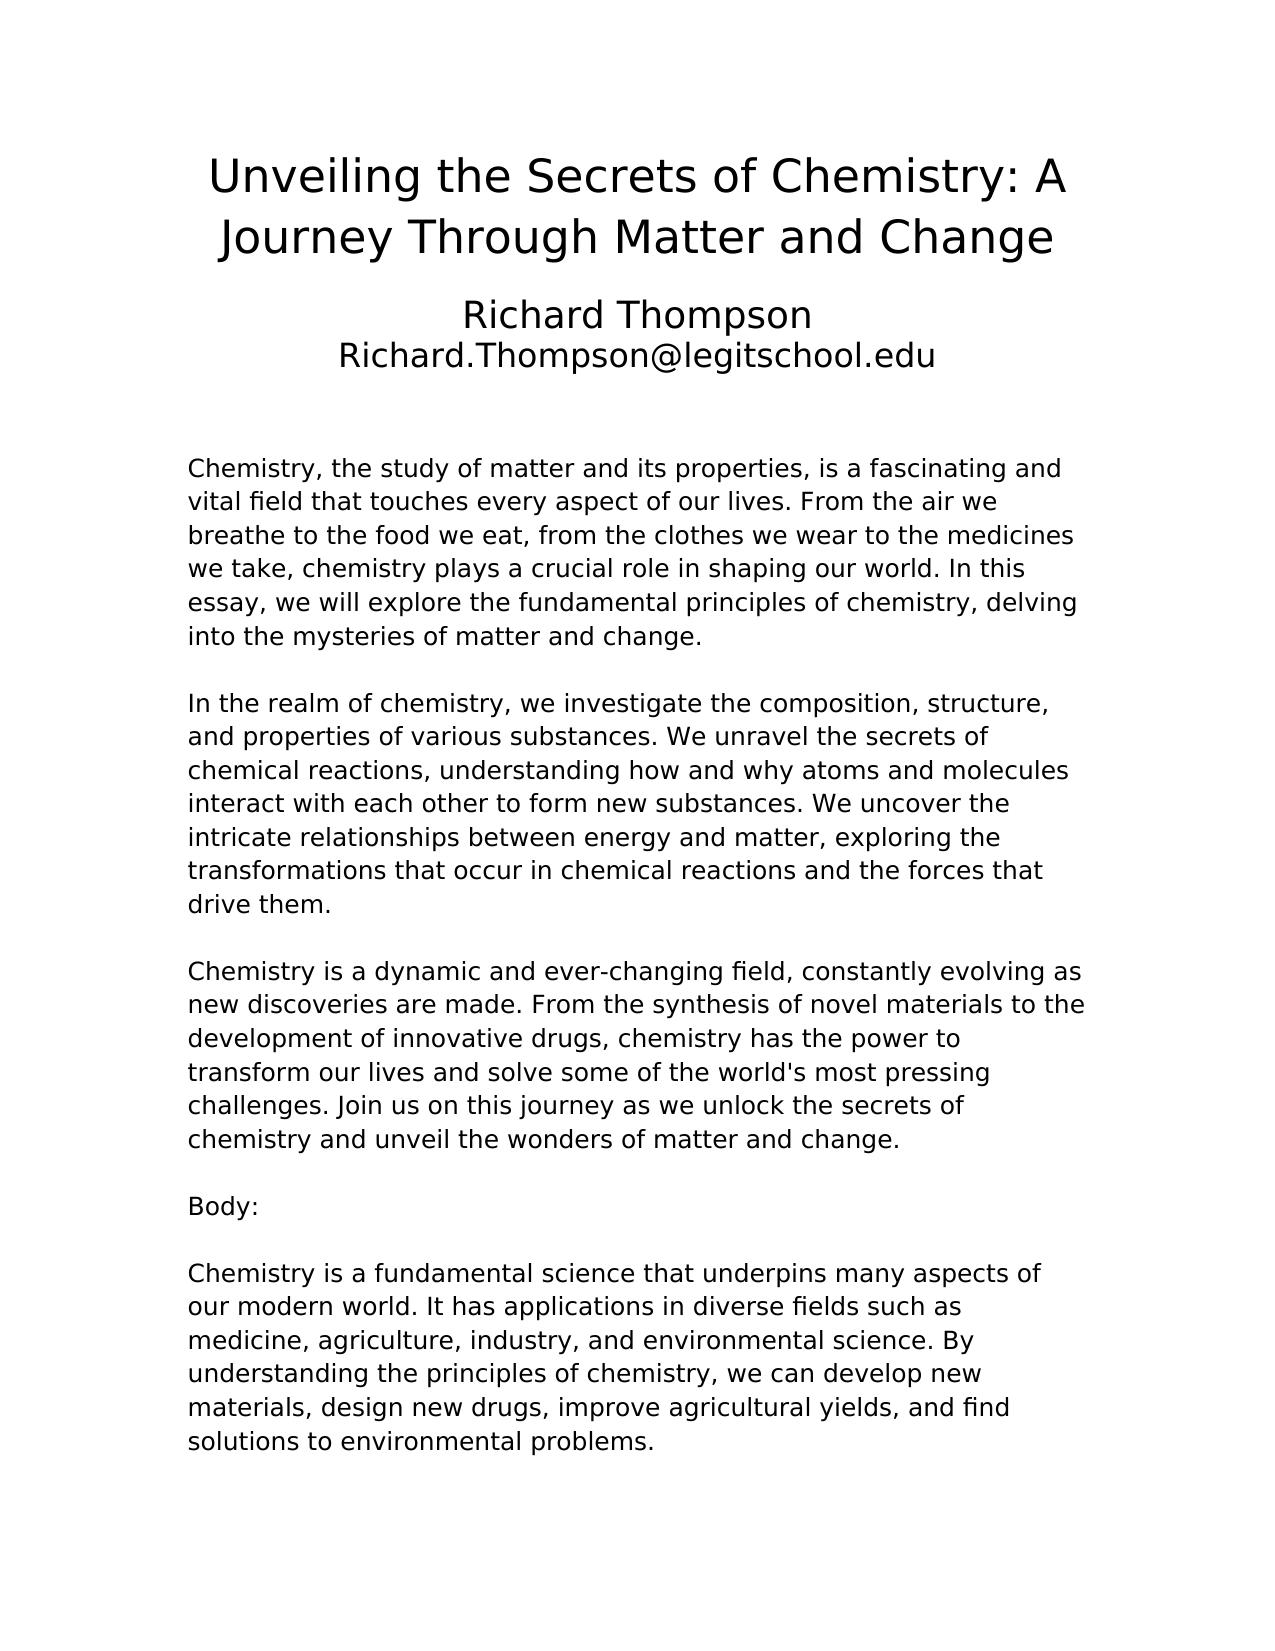 Unveiling the Secrets of Chemistry: A
Journey Through Matter and Change
Richard Thompson
Richard.Thompson@legitschool.edu
Chemistry, the study of matter and its properties, is a fascinating and
vital field that touches every aspect of our lives. From the air we
breathe to the food we eat, from the clothes we wear to the medicines
we take, chemistry plays a crucial role in shaping our world. In this
essay, we will explore the fundamental principles of chemistry, delving
into the mysteries of matter and change.
In the realm of chemistry, we investigate the composition, structure,
and properties of various substances. We unravel the secrets of
chemical reactions, understanding how and why atoms and molecules
interact with each other to form new substances. We uncover the
intricate relationships between energy and matter, exploring the
transformations that occur in chemical reactions and the forces that
drive them.
Chemistry is a dynamic and ever-changing field, constantly evolving as
new discoveries are made. From the synthesis of novel materials to the
development of innovative drugs, chemistry has the power to
transform our lives and solve some of the world's most pressing
challenges. Join us on this journey as we unlock the secrets of
chemistry and unveil the wonders of matter and change.
Body:
Chemistry is a fundamental science that underpins many aspects of
our modern world. It has applications in diverse fields such as
medicine, agriculture, industry, and environmental science. By
understanding the principles of chemistry, we can develop new
materials, design new drugs, improve agricultural yields, and find
solutions to environmental problems.